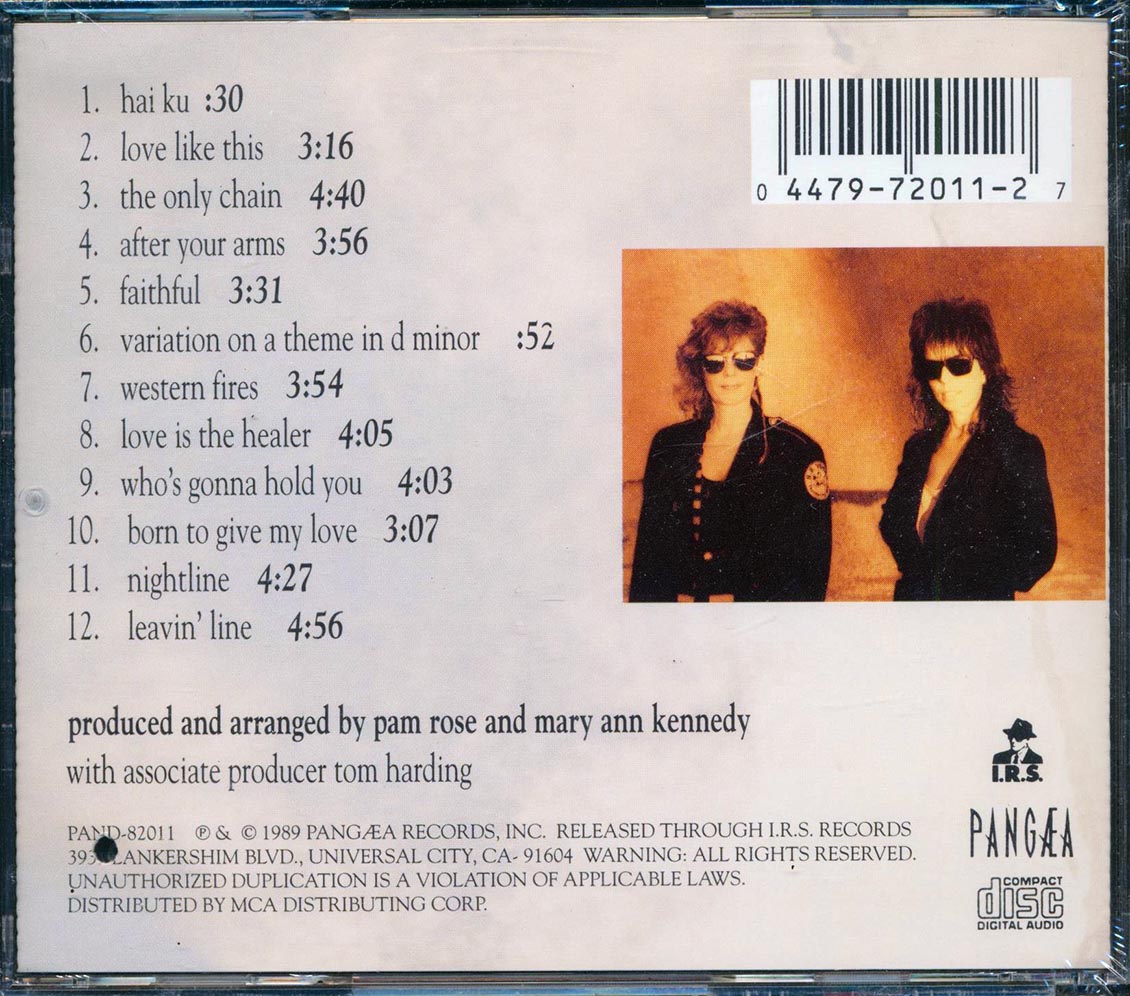 1. hai ku :30
2. love like this 3:16
3. the only chain 4:40
4. after your arms 3:56
5. faithful 3:31
6. variation on a theme in d minor :52
7. western fires 3:54
8. love is the healer 4:05
9. who's gonna hold you 4:03
10. born to give my love 3:07
11. nightline 4:27
12. leavin' line 4:56
0 4479-72011-2 7
produced and arranged by pam rose and mary ann kennedy
with associate producer tom harding
PAND-82011 ℗ & © 1989 PANGÆA RECORDS, INC. RELEASED THROUGH I.R.S. RECORDS
LANKERSHIM BLVD., UNIVERSAL CITY, CA- 91604 WARNING: ALL RIGHTS RESERVED.
UNAUTHORIZED DUPLICATION IS A VIOLATION OF APPLICABLE LAWS.
DISTRIBUTED BY MCA DISTRIBUTING CORP.
I.R.S.
PANGÆA
COMPACT
disc
DIGITAL AUDIO